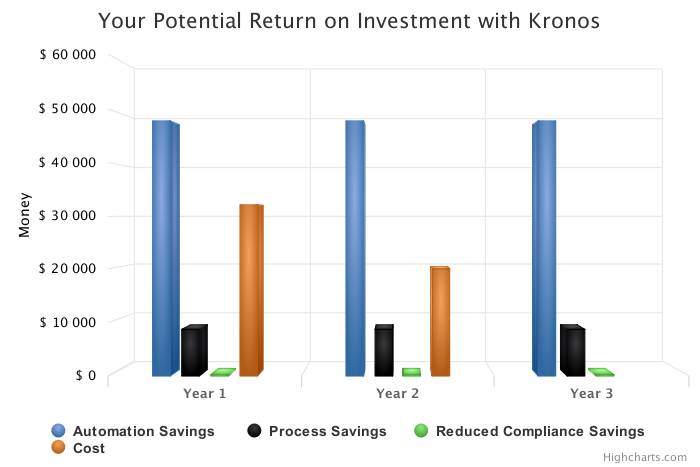 Your Potential Return on Investment with Kronos
$ 60 000
$ 50 000
$ 40 000
$ 30 000
$ 20 000
$ 10 000
$ 0
Money
Year 1 Year 2 Year 3
Automation Savings Process Savings Reduced Compliance Savings
Cost
Highcharts.com